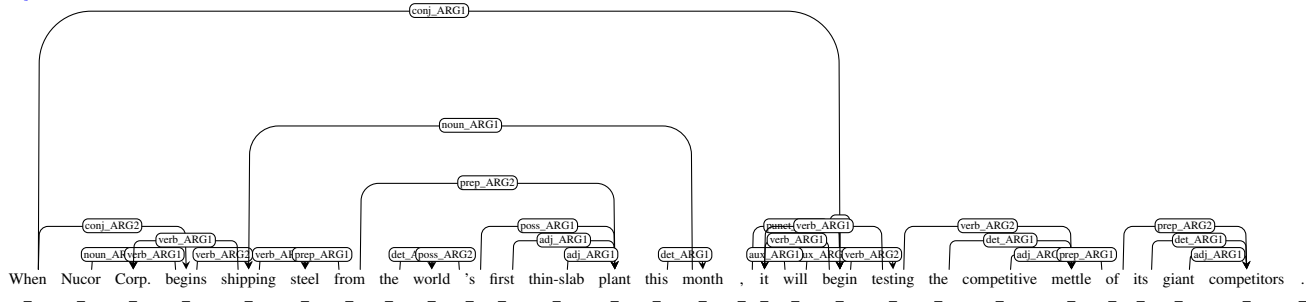 conj_ARG1
noun_ARG1
prep_ARG2
conj_ARG2 poss_ARG1 verb_ARG1 verb_ARG2 prep_ARG2
verb_ARG1 adj_ARG1 verb_ARG1 det_ARG1 det_ARG1
verb_ARG1 verb_ARG2 prep_ARG1 poss_ARG2 adj_ARG1 det_ARG1 aux_ARG1 verb_ARG2 prep_ARG1 adj_ARG1
When Nucor Corp. begins shipping steel from the world 's first thin-slab plant this month , it will begin testing the competitive mettle of its giant competitors .